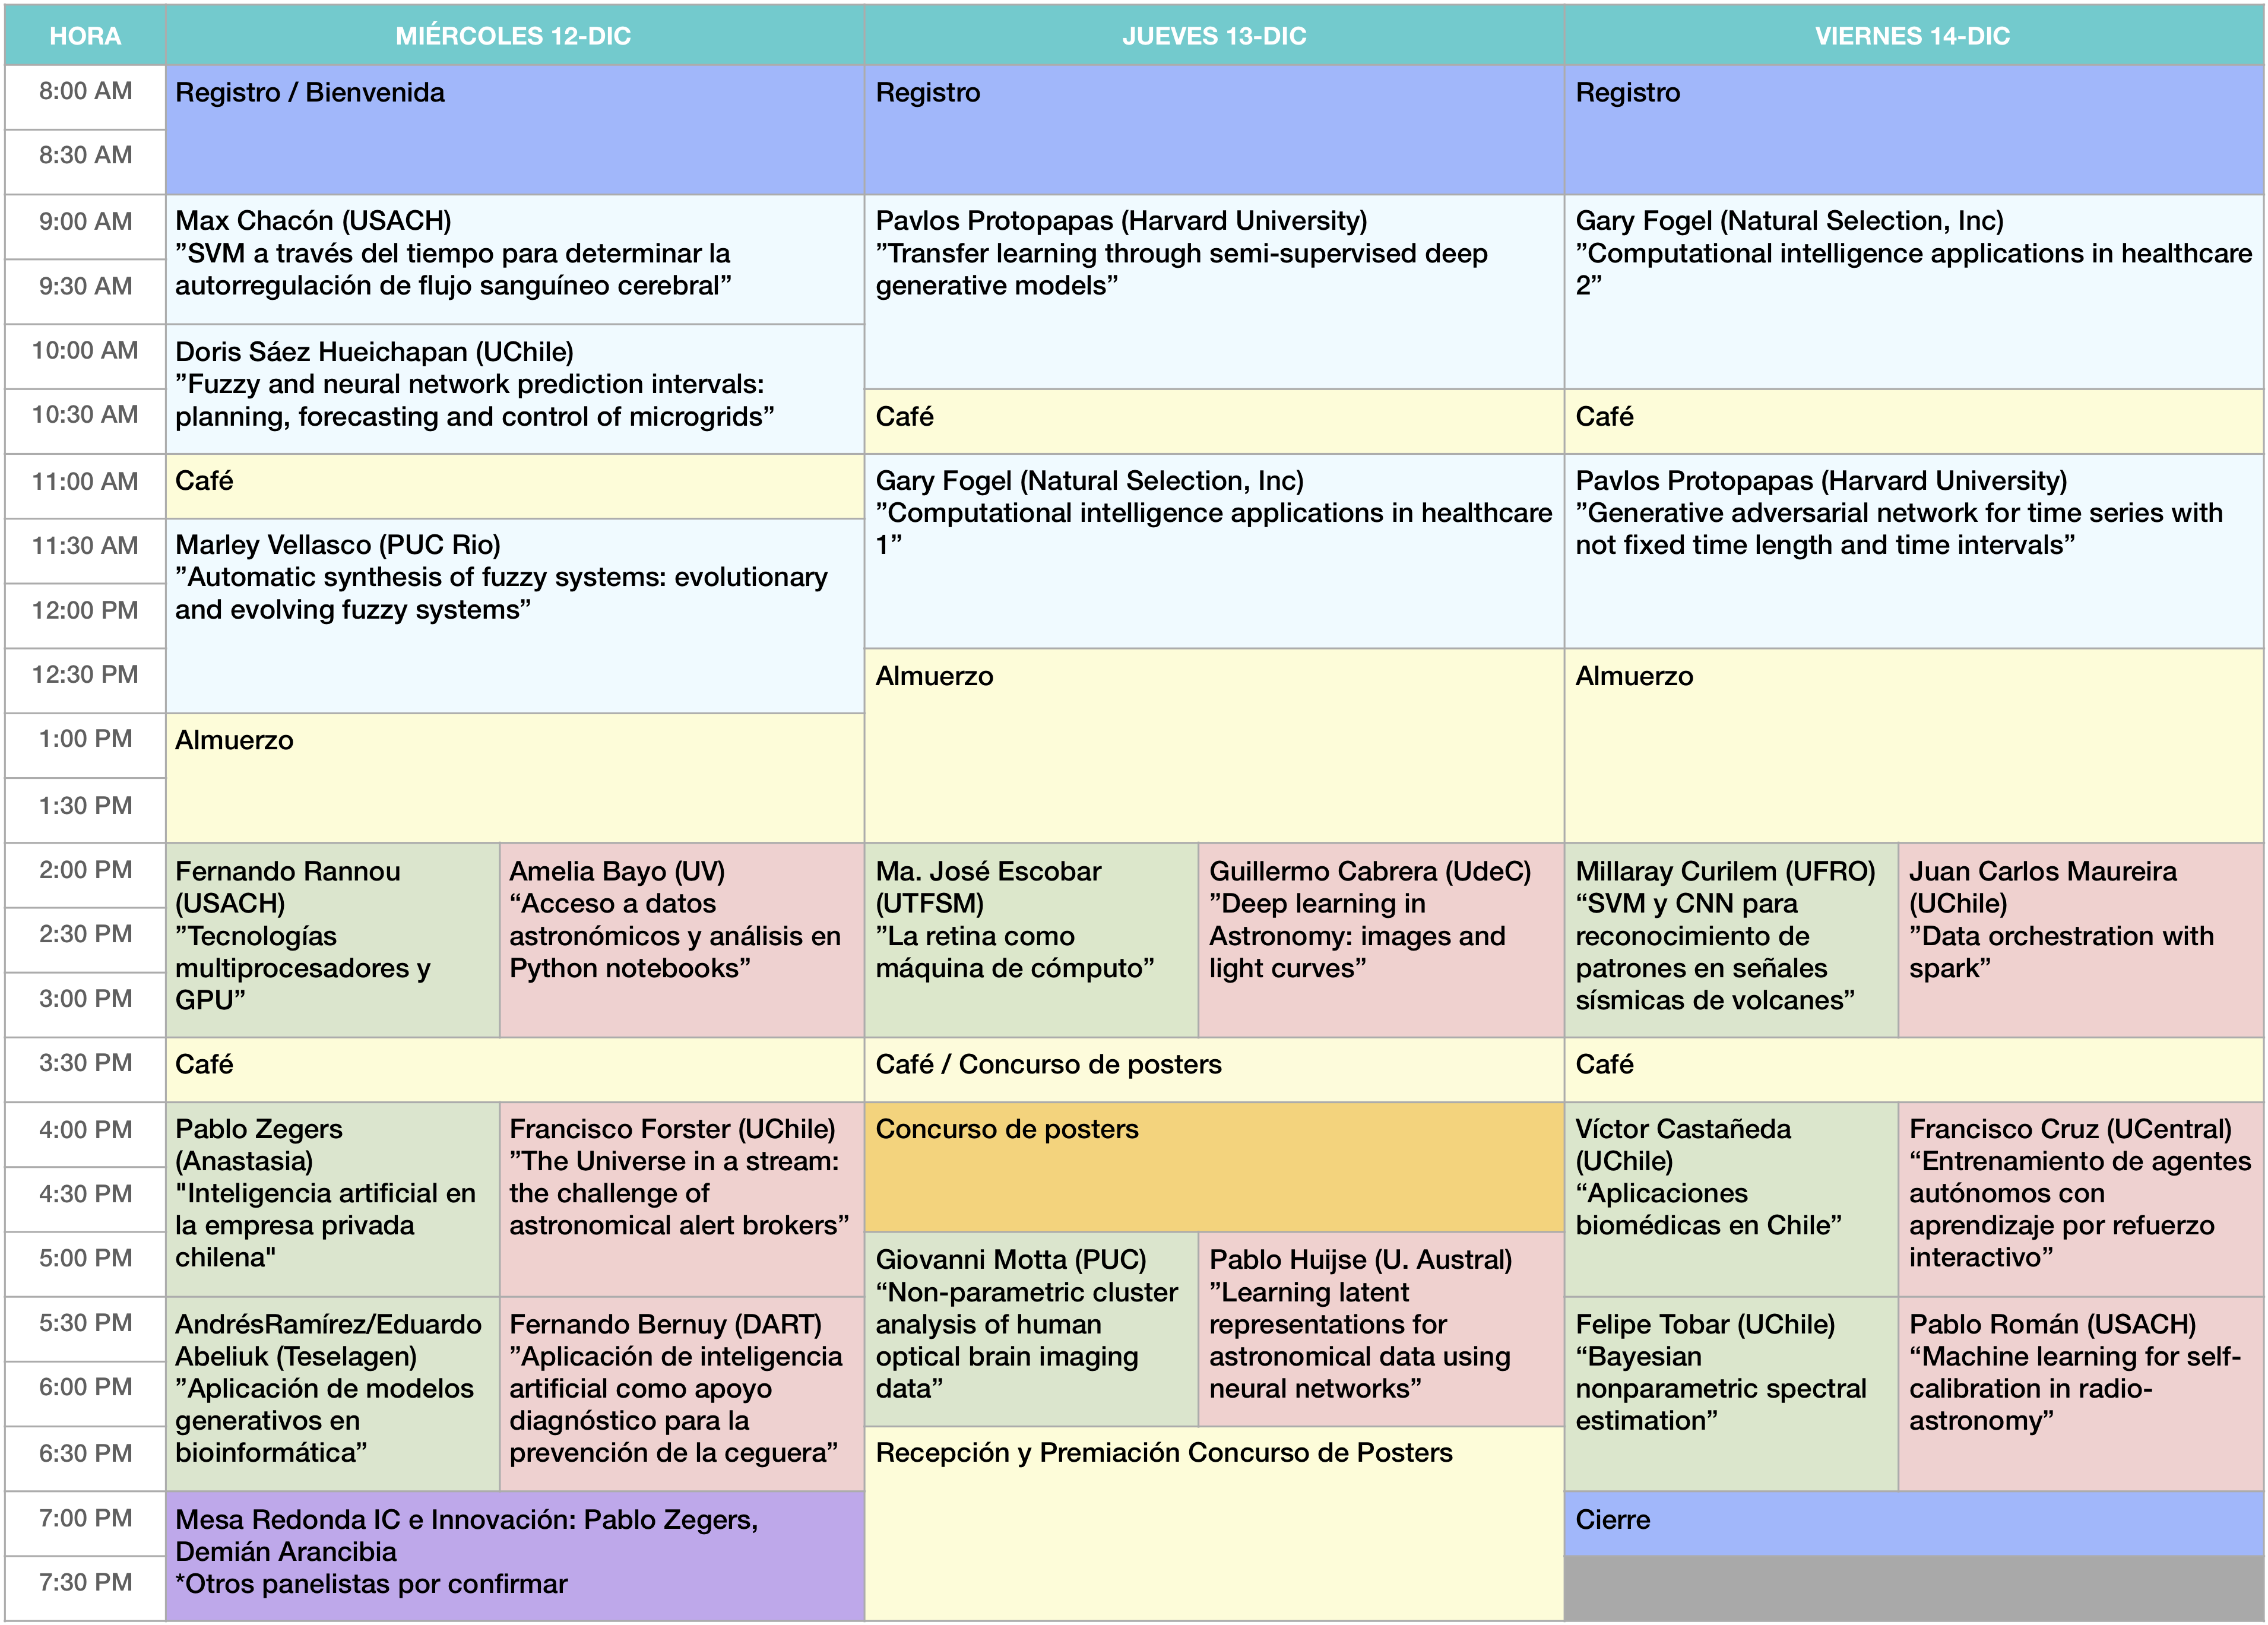 HORA
MIÉRCOLES 12-DIC
JUEVES 13-DIC
VIERNES 14-DIC
8:00 AM
Registro / Bienvenida
Registro
Registro
8:30 AM
9:00 AM
9:30 AM
Max Chacón (USACH)
”SVM a través del tiempo para determinar la
autorregulación de flujo sanguíneo cerebral”
Pavlos Protopapas (Harvard University)
”Transfer learning through semi-supervised deep
generative models”
Gary Fogel (Natural Selection, Inc)
”Computational intelligence applications in healthcare
2”
10:00 AM
10:30 AM
Doris Sáez Hueichapan (UChile)
”Fuzzy and neural network prediction intervals:
planning, forecasting and control of microgrids”
Café
Café
11:00 AM
Café
Gary Fogel (Natural Selection, Inc)
”Computational intelligence applications in healthcare
1”
Pavlos Protopapas (Harvard University)
”Generative adversarial network for time series with
not fixed time length and time intervals”
11:30 AM
12:00 PM
12:30 PM
Marley Vellasco (PUC Rio)
”Automatic synthesis of fuzzy systems: evolutionary
and evolving fuzzy systems”
Almuerzo
Almuerzo
1:00 PM
Almuerzo
1:30 PM
2:00 PM
2:30 PM
3:00 PM
Fernando Rannou
(USACH)
”Tecnologías
multiprocesadores y
GPU”
Amelia Bayo (UV)
“Acceso a datos
astronómicos y análisis en
Python notebooks”
Ma. José Escobar
(UTFSM)
”La retina como
máquina de cómputo”
Guillermo Cabrera (UdeC)
”Deep learning in
Astronomy: images and
light curves”
Millaray Curilem (UFRO)
“SVM y CNN para
reconocimiento de
patrones en señales
sísmicas de volcanes”
Juan Carlos Maureira
(UChile)
”Data orchestration with
spark”
3:30 PM
Café
Café / Concurso de posters
Café
4:00 PM
4:30 PM
5:00 PM
Pablo Zegers
(Anastasia)
"Inteligencia artificial en
la empresa privada
chilena"
Francisco Forster (UChile)
”The Universe in a stream:
the challenge of
astronomical alert brokers”
Concurso de posters
Víctor Castañeda
(UChile)
“Aplicaciones
biomédicas en Chile”
Francisco Cruz (UCentral)
“Entrenamiento de agentes
autónomos con
aprendizaje por refuerzo
interactivo”
Giovanni Motta (PUC)
“Non-parametric cluster
analysis of human
optical brain imaging
data”
Pablo Huijse (U. Austral)
”Learning latent
representations for
astronomical data using
neural networks”
5:30 PM
6:00 PM
6:30 PM
AndrésRamírez/Eduardo
Abeliuk (Teselagen)
”Aplicación de modelos
generativos en
bioinformática”
Fernando Bernuy (DART)
”Aplicación de inteligencia
artificial como apoyo
diagnóstico para la
prevención de la ceguera”
Felipe Tobar (UChile)
“Bayesian
nonparametric spectral
estimation”
Pablo Román (USACH)
“Machine learning for self-
calibration in radio-
astronomy”
Recepción y Premiación Concurso de Posters
7:00 PM
7:30 PM
Mesa Redonda IC e Innovación: Pablo Zegers,
Demián Arancibia
*Otros panelistas por confirmar
Cierre